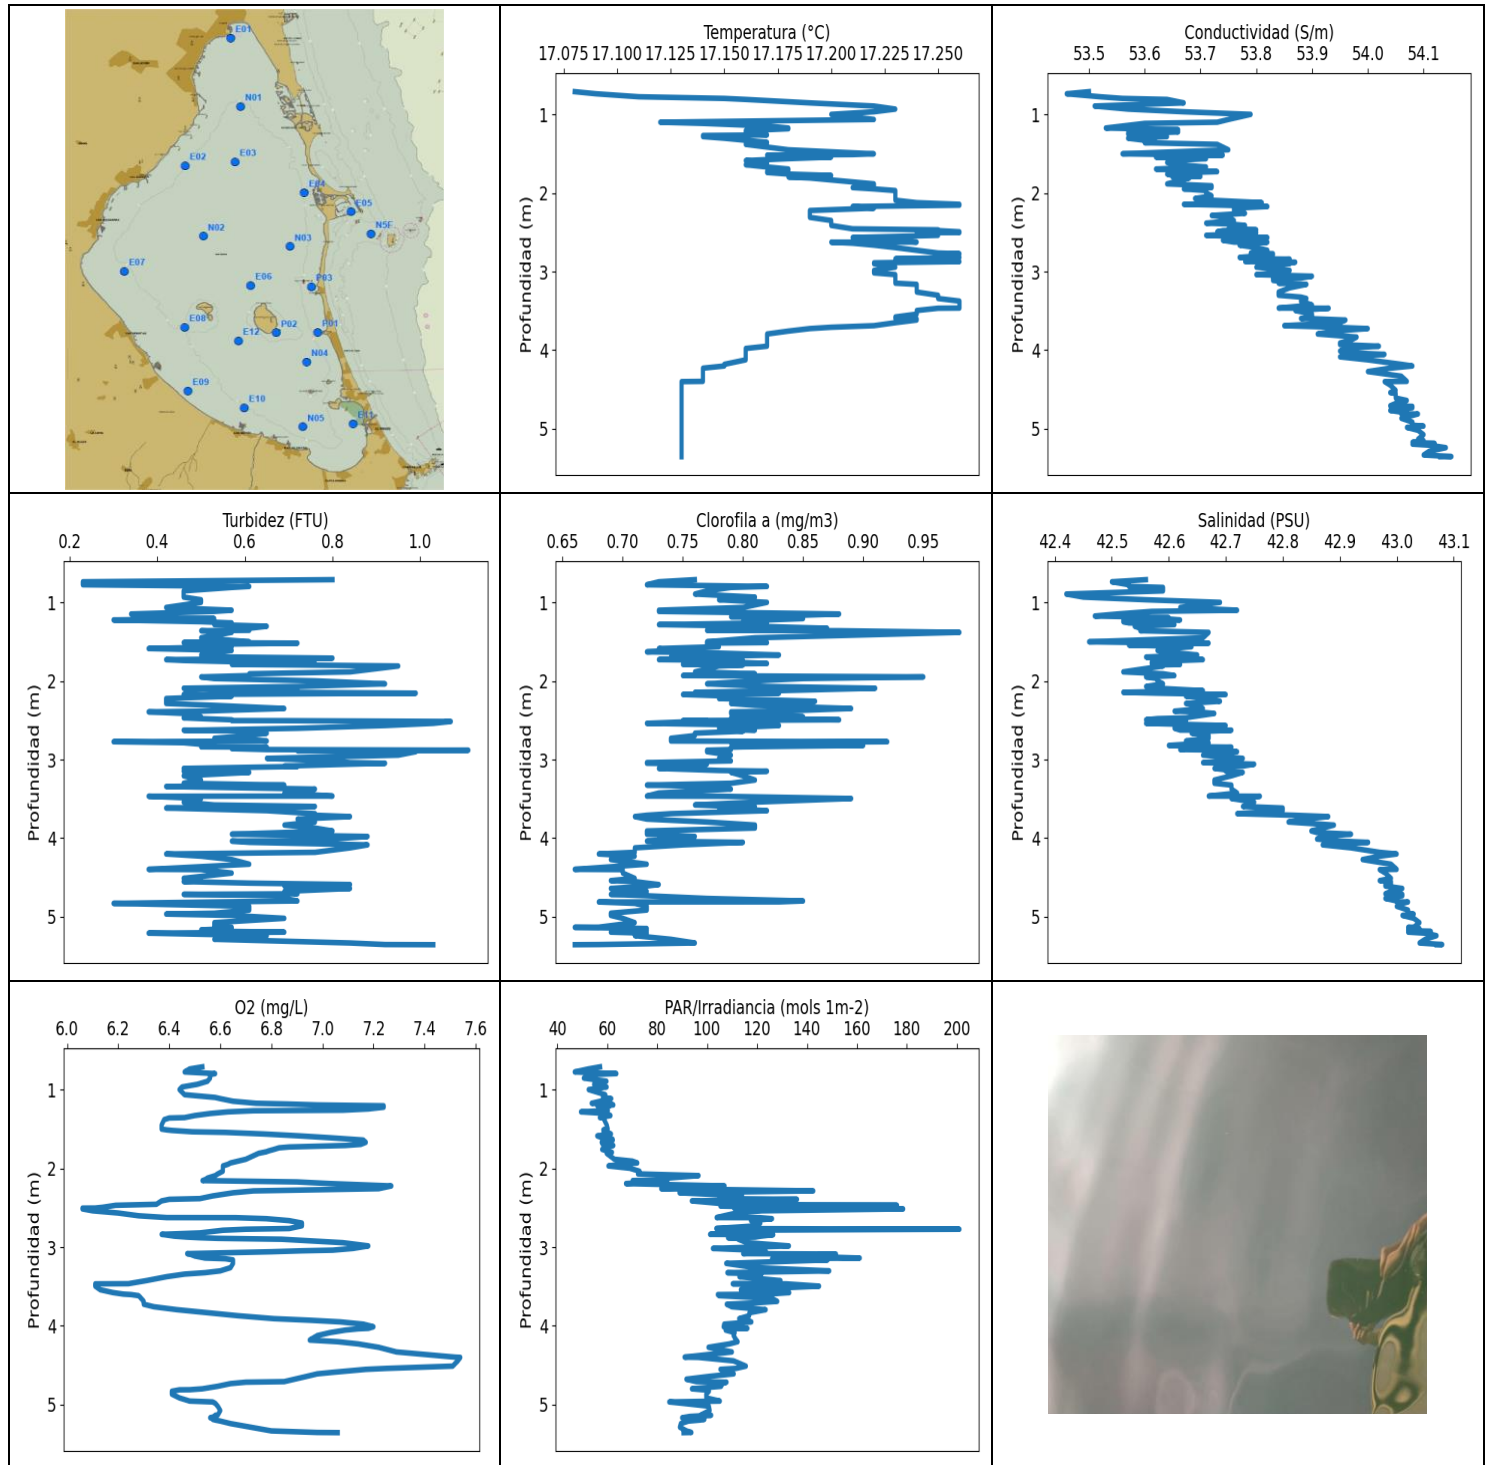 E01
N01
E02
E03
E04
E05
N5F
N02
N03
E07
E06
P03
E08
E12
P02
P01
N04
E09
E10
N05
E11
Temperatura (°C)
17.075 17.100 17.125 17.150 17.175 17.200 17.225 17.250
Profundidad (m)
1
2
3
4
5
Conductividad (S/m)
53.5 53.6 53.7 53.8 53.9 54.0 54.1
Profundidad (m)
1
2
3
4
5
Turbidez (FTU)
0.2 0.4 0.6 0.8 1.0
Profundidad (m)
1
2
3
4
5
Clorofila a (mg/m3)
0.65 0.70 0.75 0.80 0.85 0.90 0.95
Profundidad (m)
1
2
3
4
5
Salinidad (PSU)
42.4 42.5 42.6 42.7 42.8 42.9 43.0 43.1
Profundidad (m)
1
2
3
4
5
O2 (mg/L)
6.0 6.2 6.4 6.6 6.8 7.0 7.2 7.4 7.6
Profundidad (m)
1
2
3
4
5
PAR/Irradiancia (mols 1m-2)
40 60 80 100 120 140 160 180 200
Profundidad (m)
1
2
3
4
5